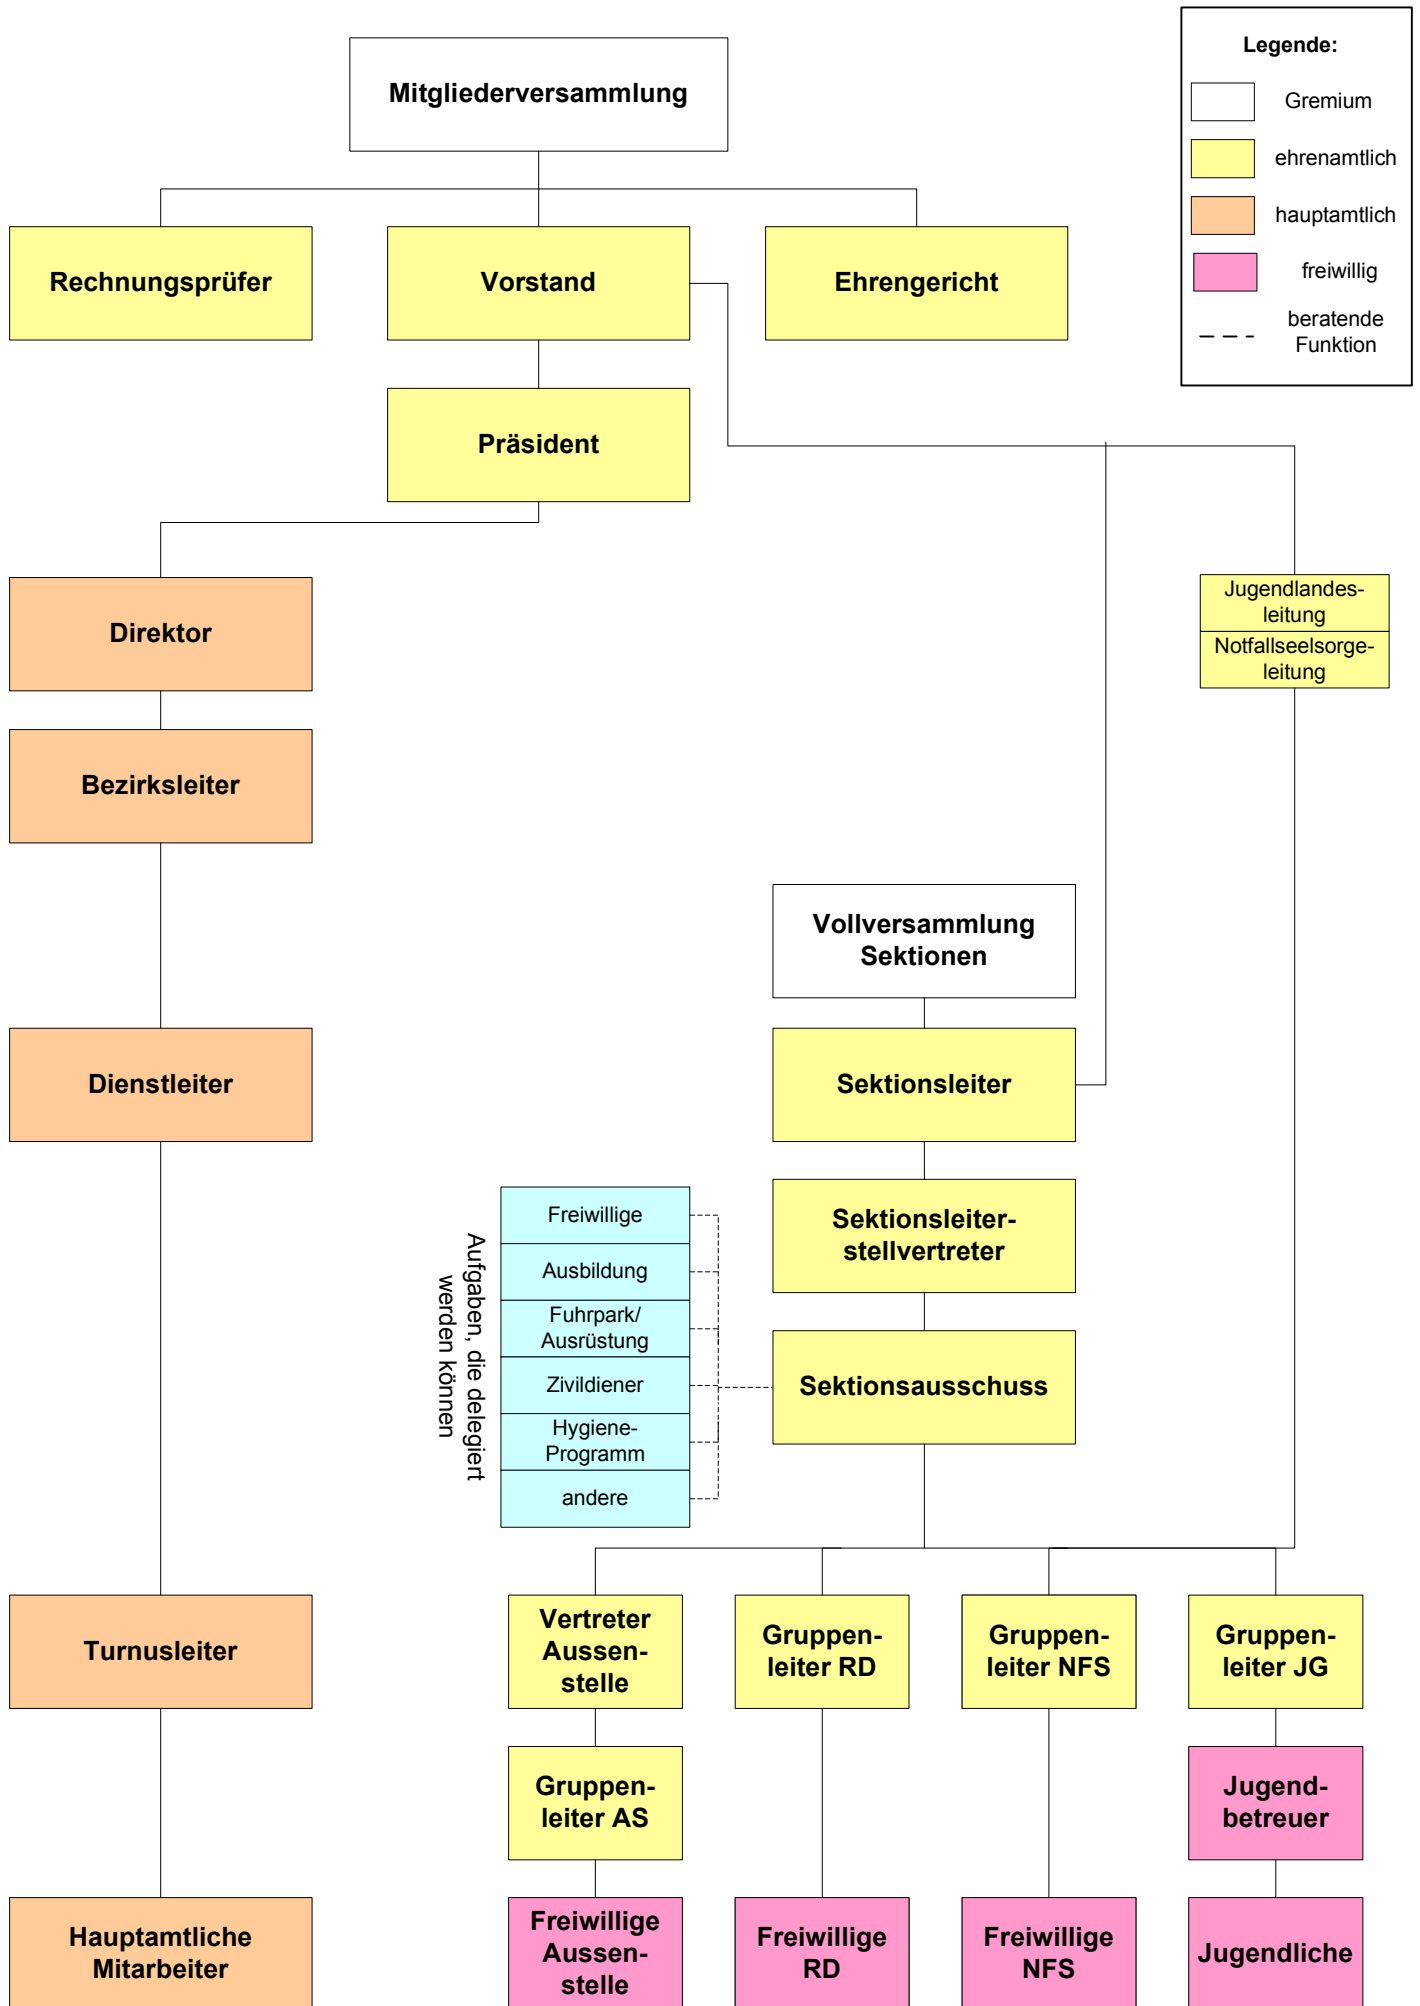 Legende:
Gremium
ehrenamtlich
hauptamtlich
freiwillig
beratende
Funktion
Mitgliederversammlung
Rechnungsprüfer
Vorstand
Ehrengericht
Präsident
Direktor
Jugendlandes-
leitung
Notfallseelsorge-
leitung
Bezirksleiter
Vollversammlung
Sektionen
Dienstleiter
Sektionsleiter
Sektionsleiter-
stellvertreter
Aufgaben, die delegiert
werden können
Freiwillige
Ausbildung
Fuhrpark/
Ausrüstung
Zivildiener
Hygiene-
Programm
andere
Sektionsausschuss
Turnusleiter
Vertreter
Aussen-
stelle
Gruppen-
leiter RD
Gruppen-
leiter NFS
Gruppen-
leiter JG
Gruppen-
leiter AS
Jugend-
betreuer
Hauptamtliche
Mitarbeiter
Freiwillige
Aussen-
stelle
Freiwillige
RD
Freiwillige
NFS
Jugendliche